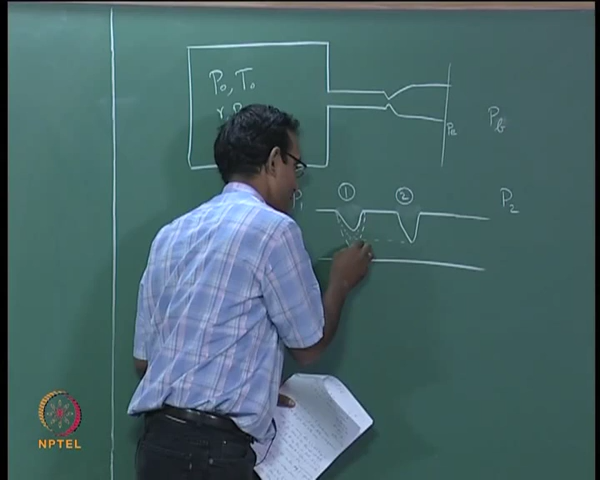 P₀, T₀
Pe
P_b
①
②
P₁
P₂
NPTEL